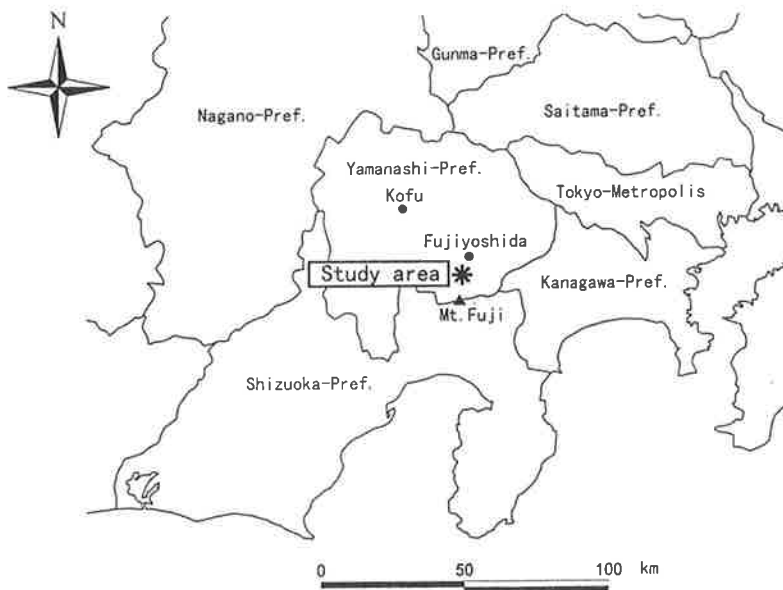 N
Gunma-Pref.
Nagano-Pref.
Saitama-Pref.
Yamanashi-Pref.
Tokyo-Metropolis
Kofu
Fujiyoshida
Study area
Kanagawa-Pref.
Mt. Fuji
Shizuoka-Pref.
0 50 100 km